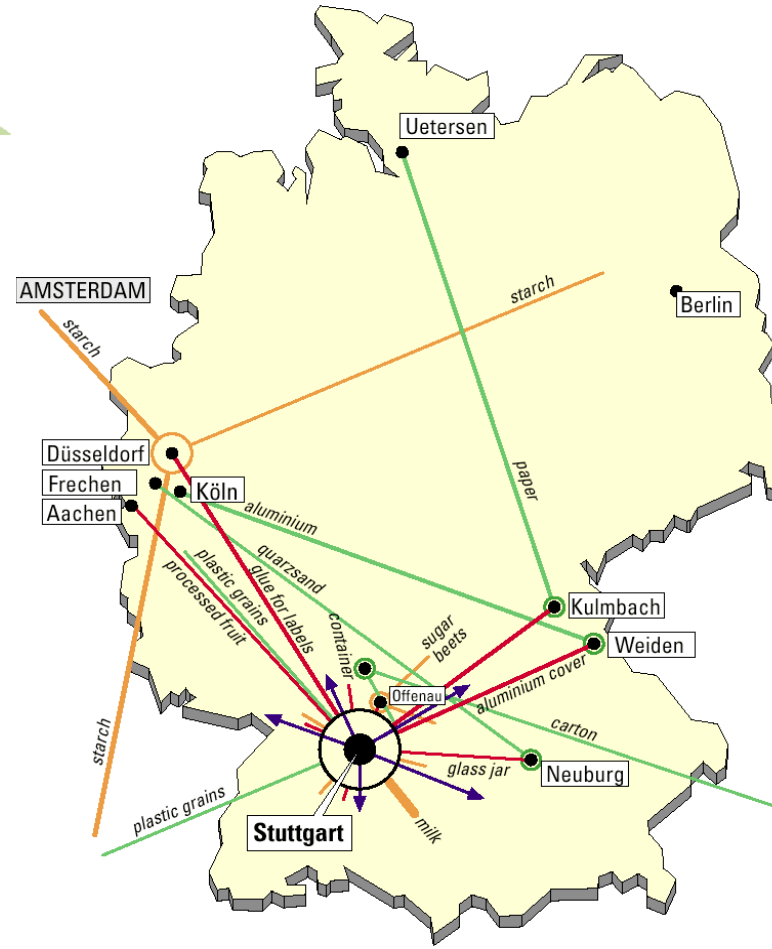 Uetersen
AMSTERDAM
starch
starch
Berlin
Düsseldorf
Frechen
Köln
Aachen
paper
aluminium
quarzsand
glue for labels
plastic grains
processed fruit
container
sugar
beets
Kulmbach
Weiden
Offenau
aluminium cover
carton
starch
glass jar
Neuburg
plastic grains
Stuttgart
milk